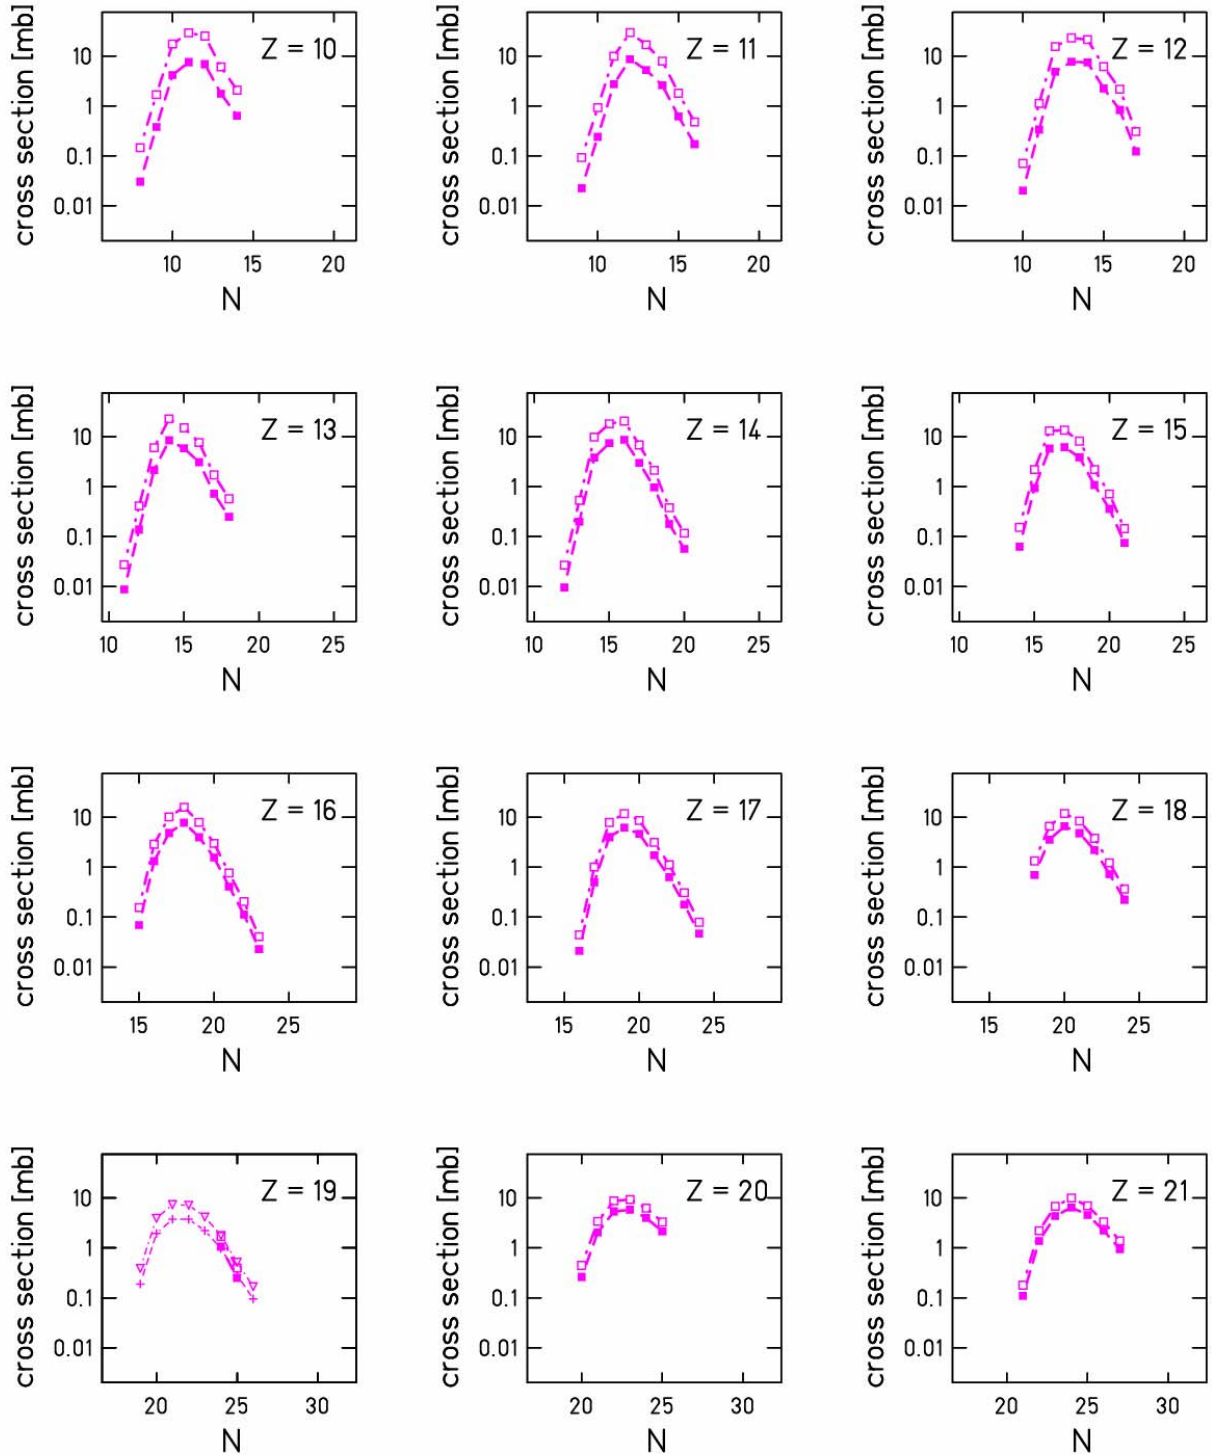 cross section [mb]
10
1
0.1
0.01
Z = 10
10 15 20
N
cross section [mb]
10
1
0.1
0.01
Z = 11
10 15 20
N
cross section [mb]
10
1
0.1
0.01
Z = 12
10 15 20
N
cross section [mb]
10
1
0.1
0.01
Z = 13
10 15 20 25
N
cross section [mb]
10
1
0.1
0.01
Z = 14
10 15 20 25
N
cross section [mb]
10
1
0.1
0.01
Z = 15
10 15 20 25
N
cross section [mb]
10
1
0.1
0.01
Z = 16
15 20 25
N
cross section [mb]
10
1
0.1
0.01
Z = 17
15 20 25
N
cross section [mb]
10
1
0.1
0.01
Z = 18
15 20 25
N
cross section [mb]
10
1
0.1
0.01
Z = 19
20 25 30
N
cross section [mb]
10
1
0.1
0.01
Z = 20
20 25 30
N
cross section [mb]
10
1
0.1
0.01
Z = 21
20 25 30
N